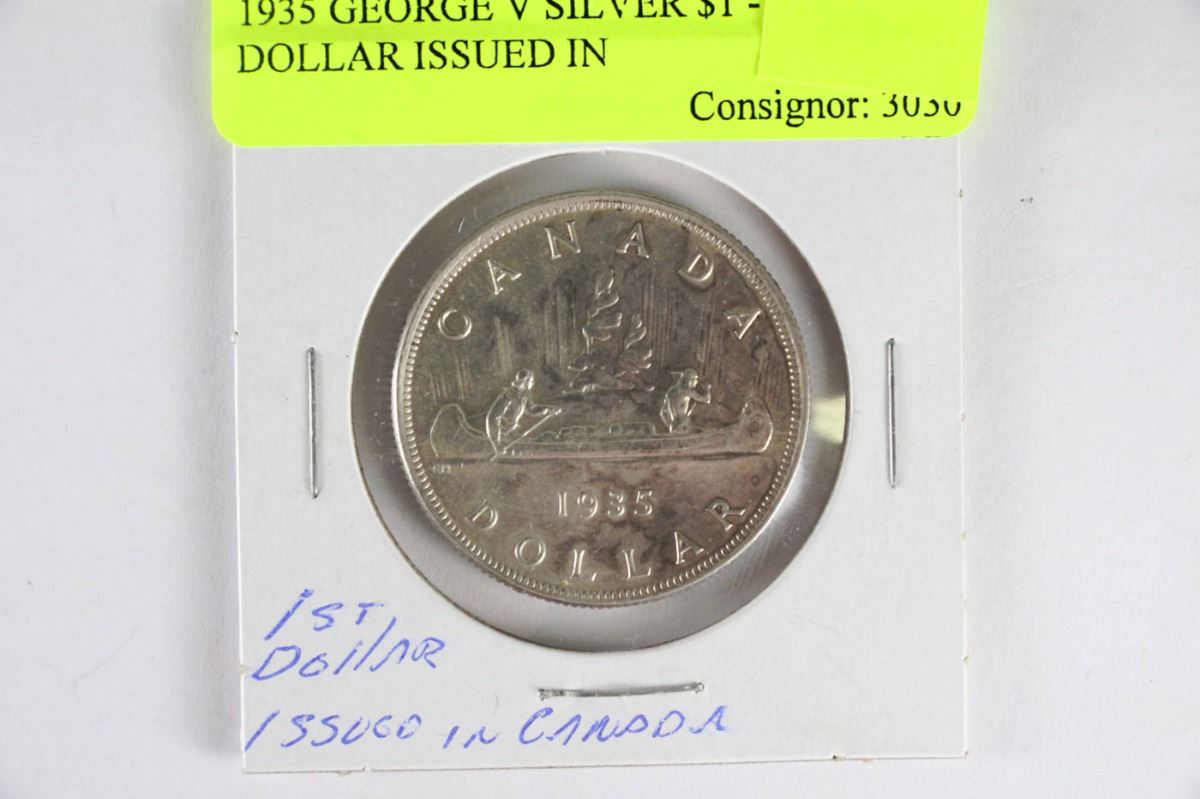 1935 GEORGE V SILVER $1 -
DOLLAR ISSUED IN
Consignor: 3030
CANADA
1935
DOLLAR
1ST
DOLLAR
ISSUED IN CANADA